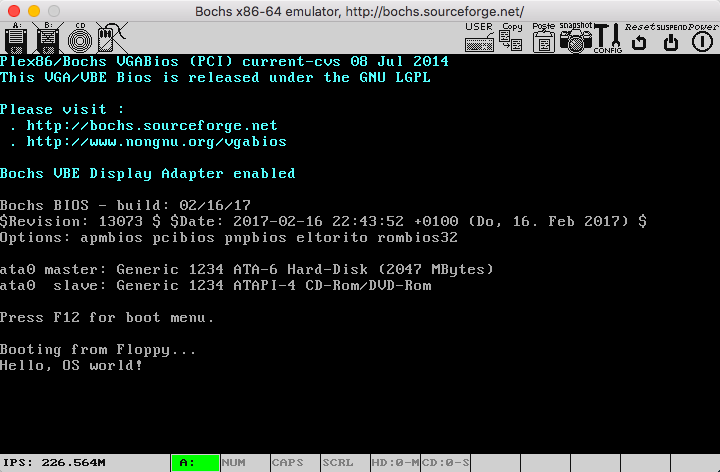 Bochs x86-64 emulator, http://bochs.sourceforge.net/
A: B: CD USER Copy Paste snapshot CONFIG Reset SUSPEND Power
Plex86/Bochs VGABios (PCI) current-cvs 08 Jul 2014
This VGA/VBE Bios is released under the GNU LGPL
Please visit :
. http://bochs.sourceforge.net
. http://www.nongnu.org/vgabios
Bochs VBE Display Adapter enabled
Bochs BIOS - build: 02/16/17
$Revision: 13073 $ $Date: 2017-02-16 22:43:52 +0100 (Do, 16. Feb 2017) $
Options: apmbios pcibios pnpbios eltorito rombios32
ata0 master: Generic 1234 ATA-6 Hard-Disk (2047 MBytes)
ata0  slave: Generic 1234 ATAPI-4 CD-Rom/DVD-Rom
Press F12 for boot menu.
Booting from Floppy...
Hello, OS world!
IPS: 226.564M A: NUM CAPS SCRL HD:0-M CD:0-S